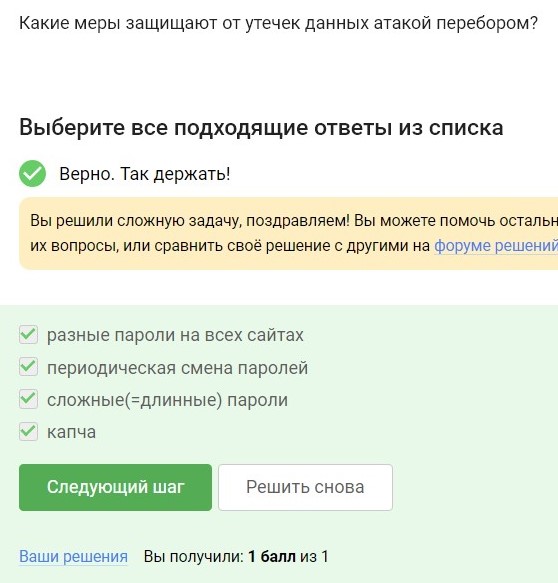 Какие меры защищают от утечек данных атакой перебором?
Выберите все подходящие ответы из списка
Верно. Так держать!
Вы решили сложную задачу, поздравляем! Вы можете помочь
их вопросы, или сравнить своё решение с другими на форуме решений
разные пароли на всех сайтах
периодическая смена паролей
сложные(=длинные) пароли
капча
Следующий шаг
Решить снова
Ваши решения Вы получили: 1 балл из 1